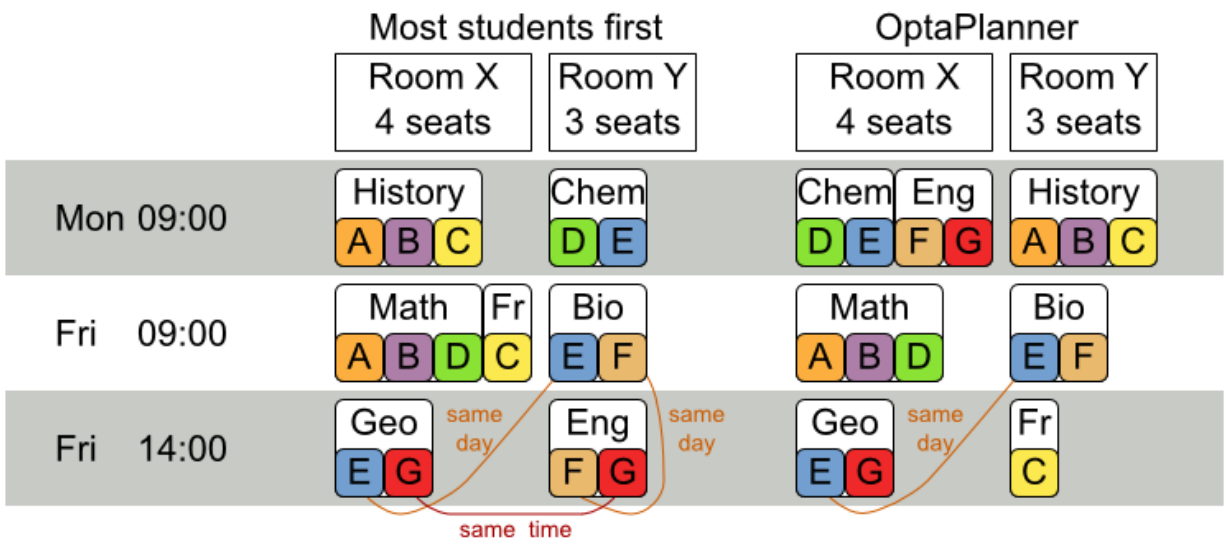 Most students first OptaPlanner
Room X Room Y Room X Room Y
4 seats 3 seats 4 seats 3 seats
History Chem Chem Eng History
Mon 09:00
A B C D E D E F G A B C
Math Fr Bio Math Bio
Fri 09:00
A B D C E F A B D E F
Geo same day Eng same day Geo same day Fr
Fri 14:00
E G F G E G C
same time